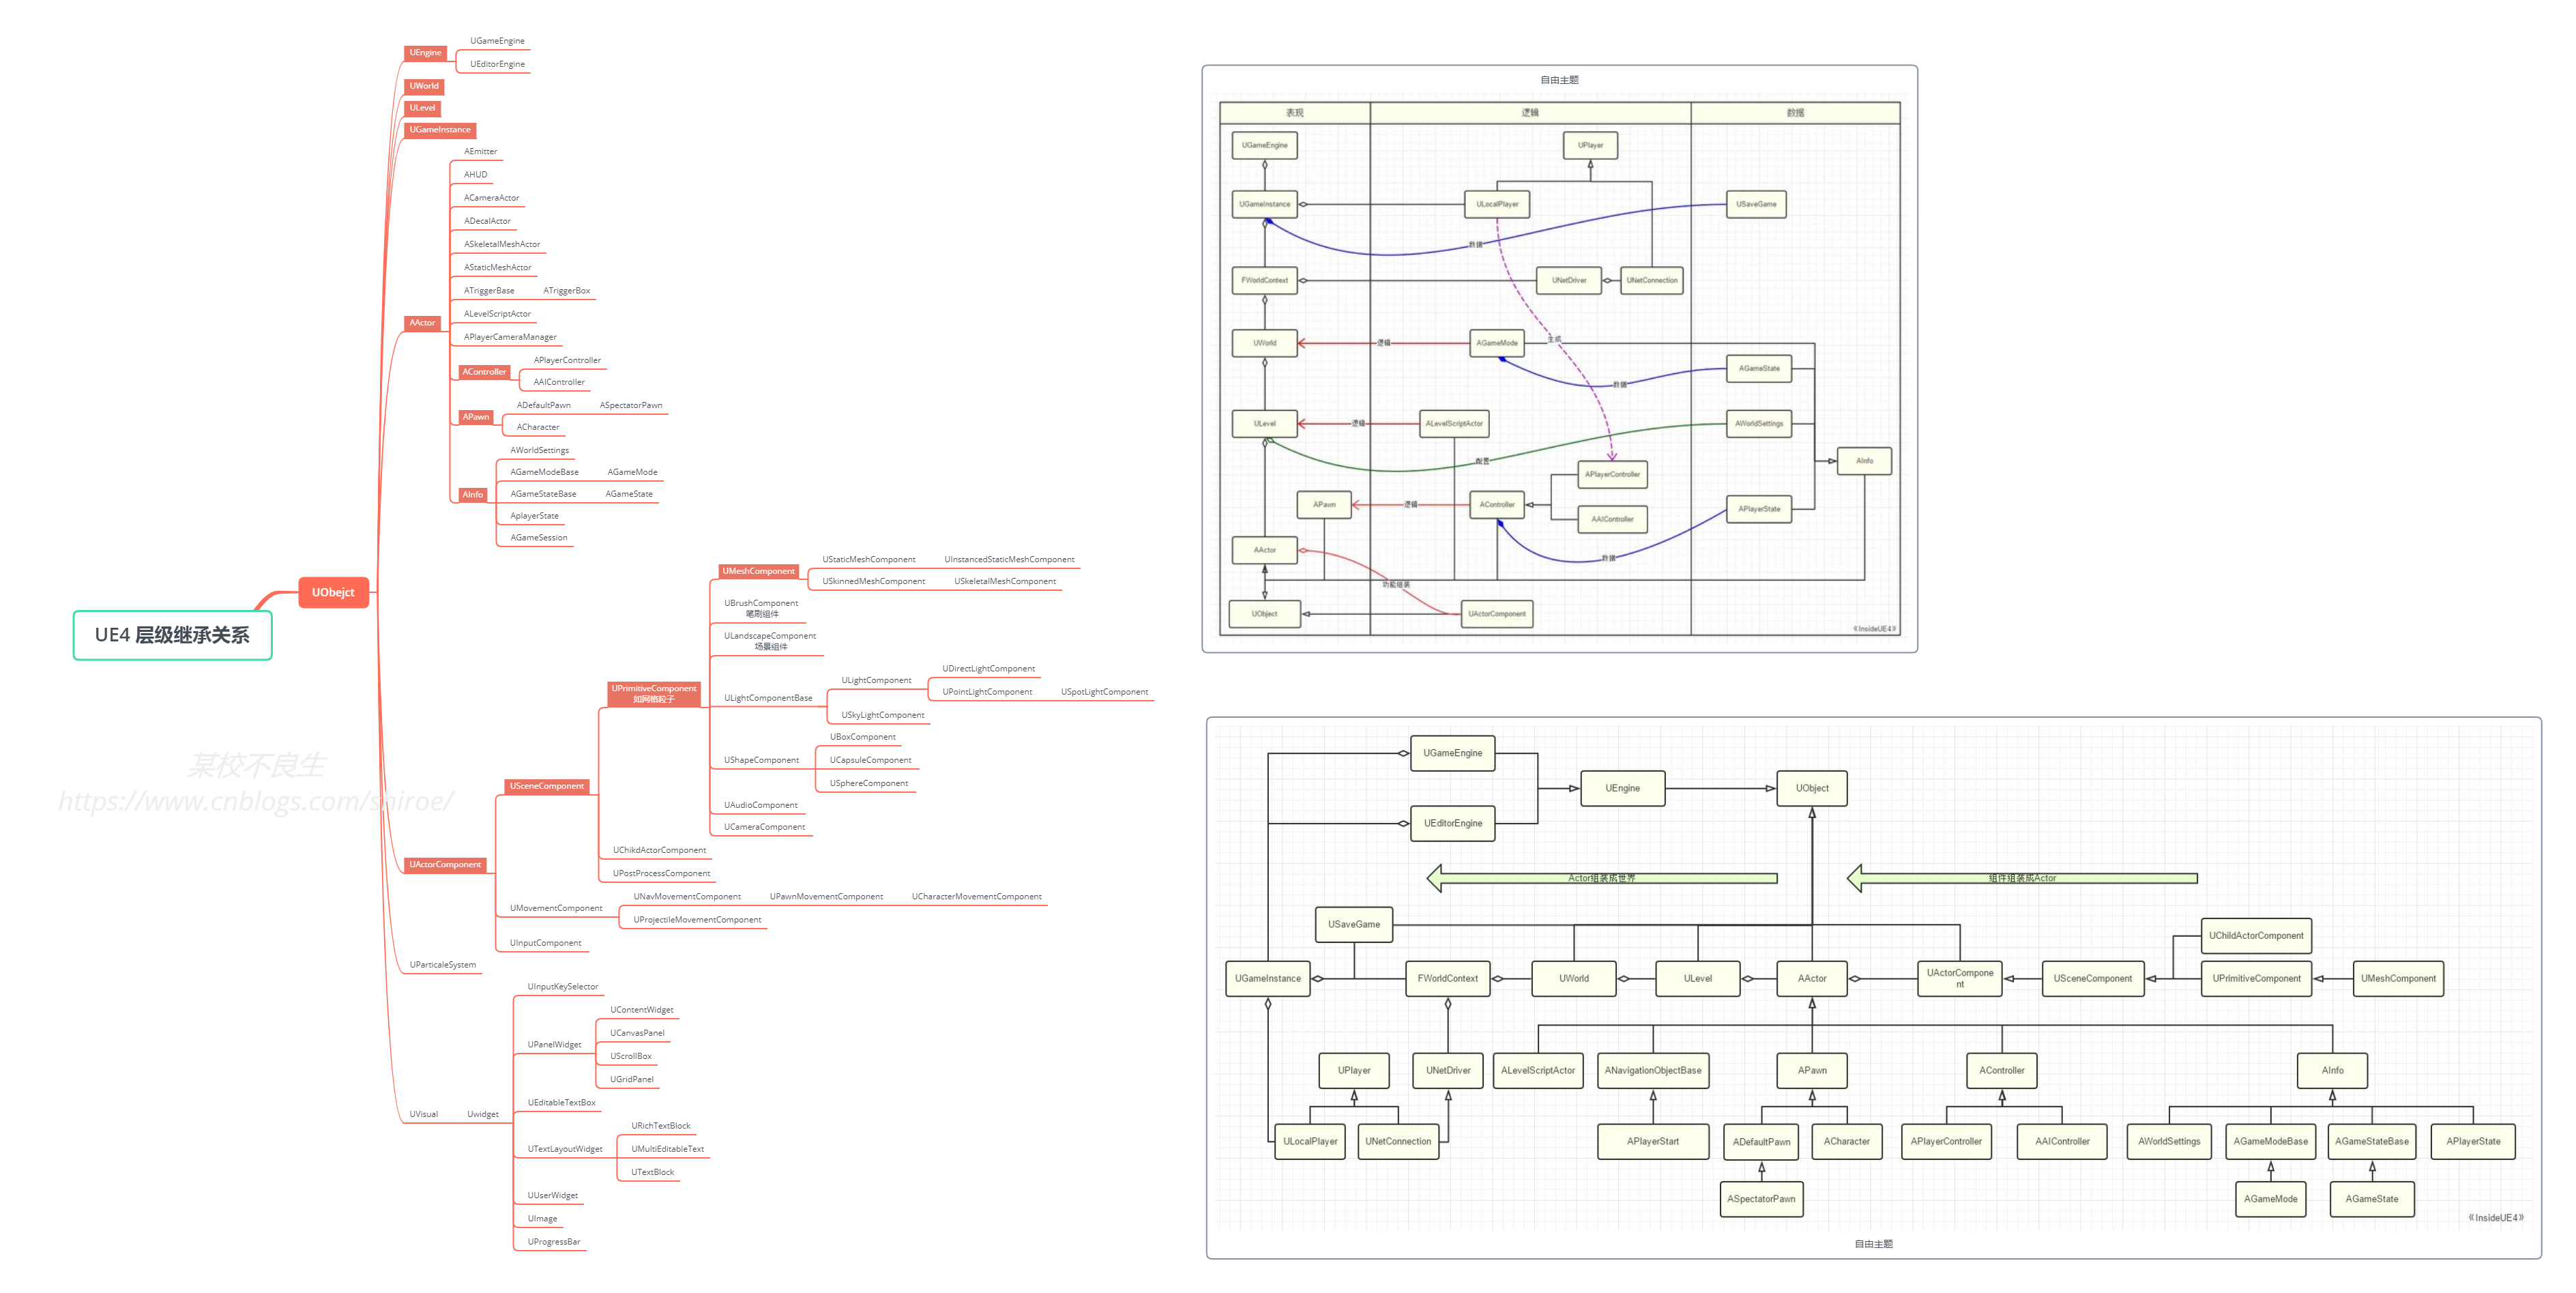 UE4 层级继承关系
UObejct
UEngine
UGameEngine
UEditorEngine
UWorld
ULevel
UGameInstance
AActor
AEmitter
AHUD
ACameraActor
ADecalActor
ASkeletalMeshActor
AStaticMeshActor
ATriggerBase
ATriggerBox
ALevelScriptActor
APlayerCameraManager
AController
APlayerController
AAIController
APawn
ADefaultPawn
ASpectatorPawn
ACharacter
AInfo
AWorldSettings
AGameModeBase
AGameMode
AGameStateBase
AGameState
AplayerState
AGameSession
UActorComponent
USceneComponent
UPrimitiveComponent
如网格粒子
UMeshComponent
UStaticMeshComponent
UInstancedStaticMeshComponent
USkinnedMeshComponent
USkeletalMeshComponent
UBrushComponent
笔刷组件
ULandscapeComponent
场景组件
ULightComponentBase
ULightComponent
UDirectLightComponent
UPointLightComponent
USpotLightComponent
USkyLightComponent
UShapeComponent
UBoxComponent
UCapsuleComponent
USphereComponent
UAudioComponent
UCameraComponent
UChikdActorComponent
UPostProcessComponent
UMovementComponent
UNavMovementComponent
UPawnMovementComponent
UCharacterMovementComponent
UProjectileMovementComponent
UInputComponent
UParticaleSystem
UVisual
Uwidget
UInputKeySelector
UPanelWidget
UContentWidget
UCanvasPanel
UScrollBox
UGridPanel
UEditableTextBox
UTextLayoutWidget
URichTextBlock
UMultiEditableText
UTextBlock
UUserWidget
UImage
UProgressBar
某校不良生
https://www.cnblogs.com/shiroe/
自由主题
表现
逻辑
数据
UGameEngine
UPlayer
UGameInstance
ULocalPlayer
USaveGame
数据
FWorldContext
UNetDriver
UNetConnection
UWorld
逻辑
AGameMode
生成
AGameState
数据
ULevel
逻辑
ALevelScriptActor
AWorldSettings
配置
AInfo
APlayerController
APawn
逻辑
AController
APlayerState
AAIController
AActor
数据
功能组装
UObject
UActorComponent
《InsideUE4》
UGameEngine
UEngine
UObject
UEditorEngine
Actor组装成世界
组件组装成Actor
USaveGame
UChildActorComponent
UGameInstance
FWorldContext
UWorld
ULevel
AActor
UActorCompone
nt
USceneComponent
UPrimitiveComponent
UMeshComponent
UPlayer
UNetDriver
ALevelScriptActor
ANavigationObjectBase
APawn
AController
AInfo
ULocalPlayer
UNetConnection
APlayerStart
ADefaultPawn
ACharacter
APlayerController
AAIController
AWorldSettings
AGameModeBase
AGameStateBase
APlayerState
ASpectatorPawn
AGameMode
AGameState
《InsideUE4》
自由主题